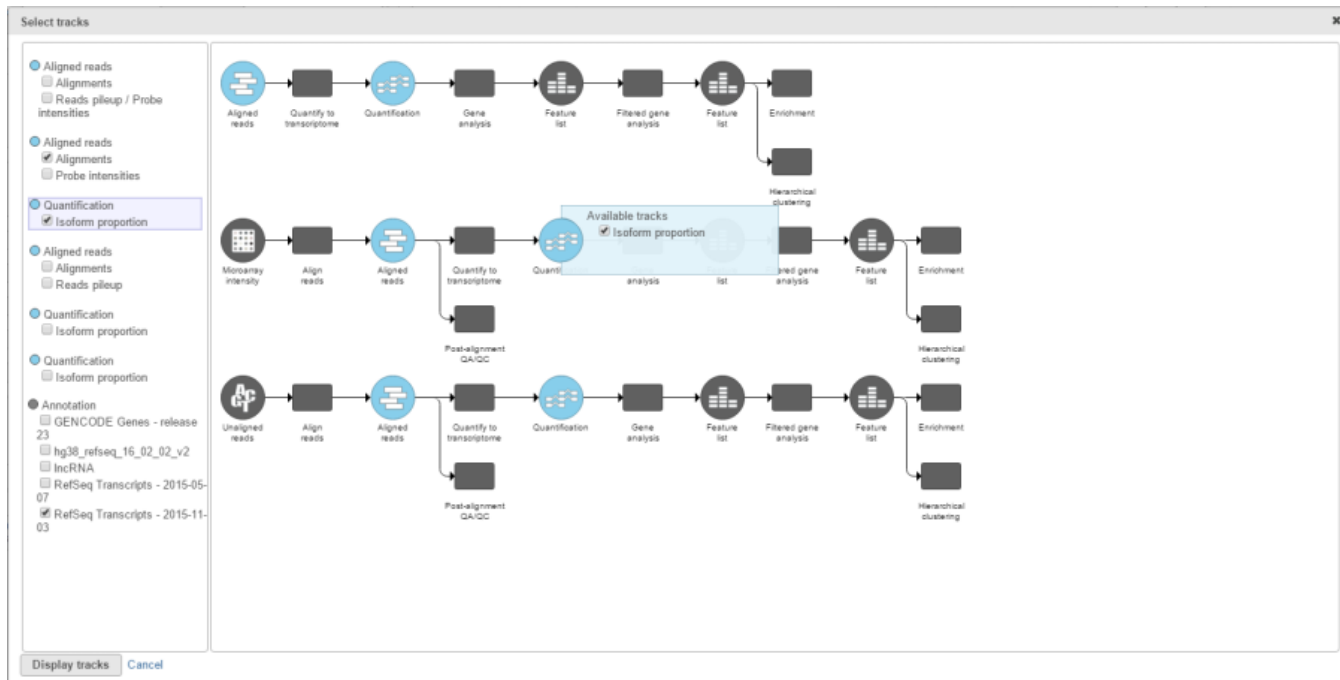 Select tracks
Aligned reads
Alignments
Reads pileup / Probe
intensities
Aligned reads
Alignments
Probe intensities
Quantification
Isoform proportion
Aligned reads
Alignments
Reads pileup
Quantification
Isoform proportion
Quantification
Isoform proportion
Annotation
GENCODE Genes - release
23
hg38_refseq_16_02_02_v2
lncRNA
RefSeq Transcripts - 2015-05-
07
RefSeq Transcripts - 2015-11-
03
Aligned
reads
Quantify to
transcriptome
Quantification
Gene
analysis
Feature
list
Filtered gene
analysis
Feature
list
Enrichment
Hierarchical
clustering
Available tracks
Isoform proportion
Microarray
intensity
Align
reads
Aligned
reads
Quantify to
transcriptome
Gene
analysis
Feature
list
Filtered gene
analysis
Feature
list
Enrichment
Post-alignment
QA/QC
Hierarchical
clustering
ACGT
Unaligned
reads
Align
reads
Aligned
reads
Quantify to
transcriptome
Quantification
Gene
analysis
Feature
list
Filtered gene
analysis
Feature
list
Enrichment
Post-alignment
QA/QC
Hierarchical
clustering
Display tracks
Cancel